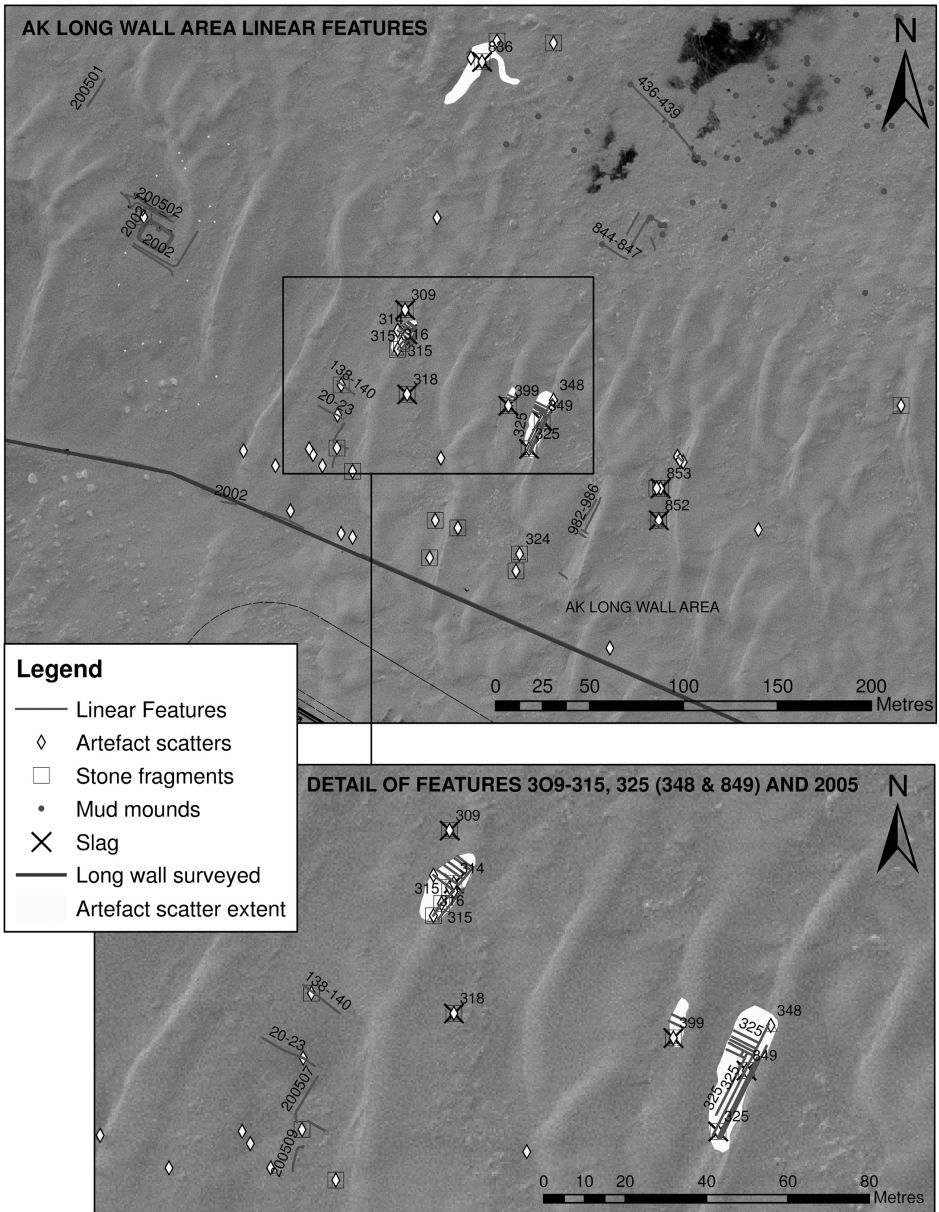 AK LONG WALL AREA LINEAR FEATURES
N
836
200501
436-439
200502
2002
2002
844-847
309
314
315
316
315
138-140
318
20-23
399
348
849
325
325
853
852
2002
982-986
324
AK LONG WALL AREA
0 25 50 100 150 200
Metres
Legend
Linear Features
Artefact scatters
Stone fragments
Mud mounds
Slag
Long wall surveyed
Artefact scatter extent
DETAIL OF FEATURES 3O9-315, 325 (348 & 849) AND 2005
N
309
314
315
316
315
138-140
318
20-23
399
348
325
849
325
325
325
200507
200509
0 10 20 40 60 80
Metres